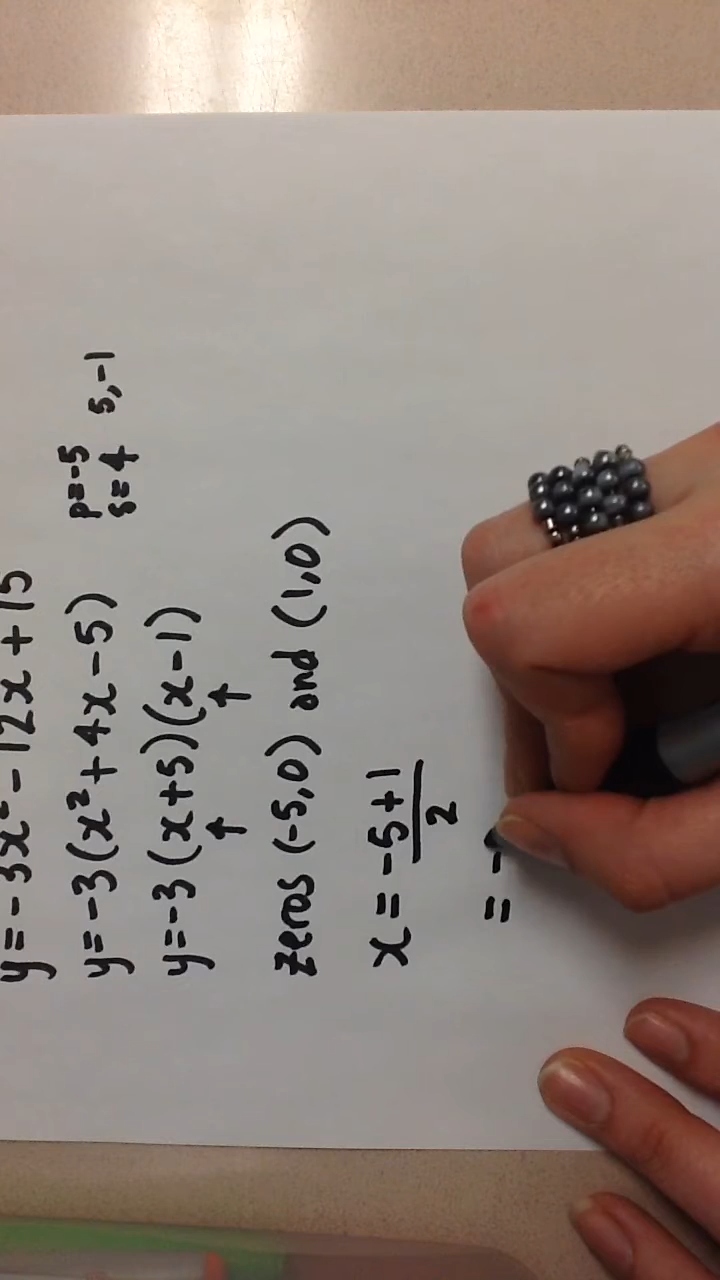 y=-3x²-12x+15
y=-3(x²+4x-5) p=-5
s=4 5,-1
y=-3(x+5)(x-1)
↑ ↑
zeros (-5,0) and (1,0)
x = -5+1
2
= -